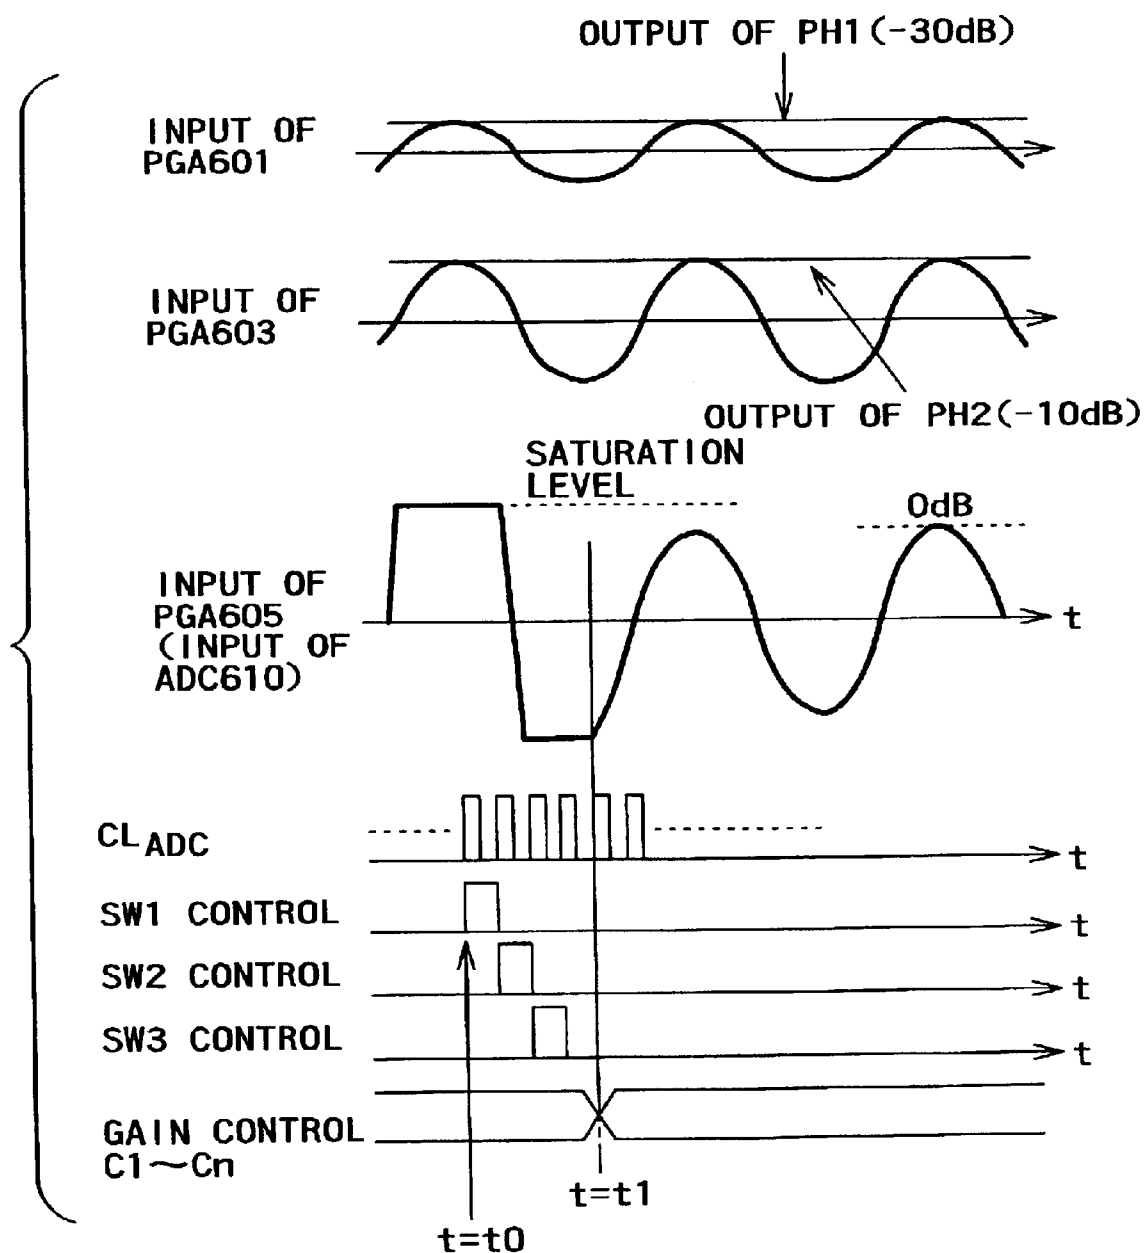 OUTPUT OF PH1(-30dB)
INPUT OF
PGA601
INPUT OF
PGA603
OUTPUT OF PH2(-10dB)
SATURATION
LEVEL
0dB
INPUT OF
PGA605
(INPUT OF
ADC610)
t
CLADC
t
SW1 CONTROL
t
SW2 CONTROL
t
SW3 CONTROL
t
GAIN CONTROL
C1~Cn
t=t1
t=t0